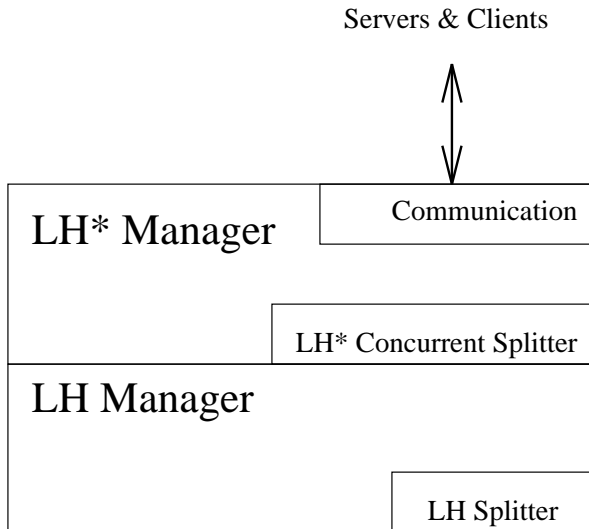 Servers & Clients
Communication
LH* Manager
LH* Concurrent Splitter
LH Manager
LH Splitter